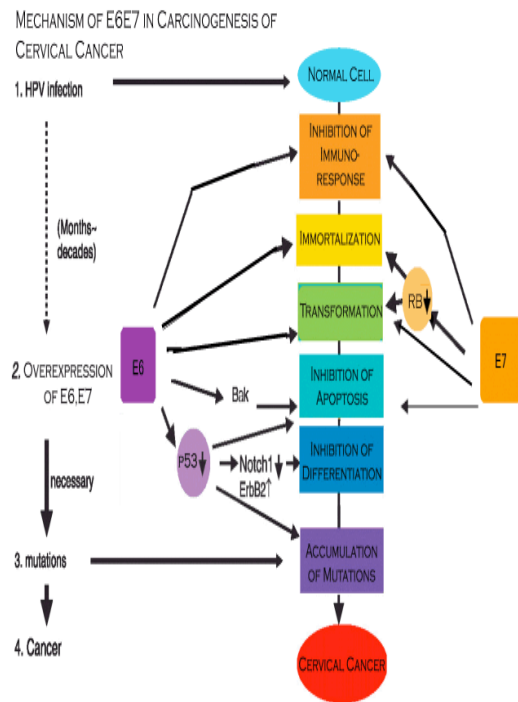 MECHANISM OF E6E7 IN CARCINOGENESIS OF
CERVICAL CANCER
1. HPV infection
NORMAL CELL
INHIBITION OF
IMMUNO-
RESPONSE
(Months~
decades)
IMMORTALIZATION
RB
TRANSFORMATION
2. OVEREXPRESSION
OF E6,E7
E6
E7
INHIBITION OF
APOPTOSIS
Bak
P53
Notch1
ErbB2
INHIBITION OF
DIFFERENTIATION
necessary
3. mutations
ACCUMULATION
OF MUTATIONS
4. Cancer
CERVICAL CANCER